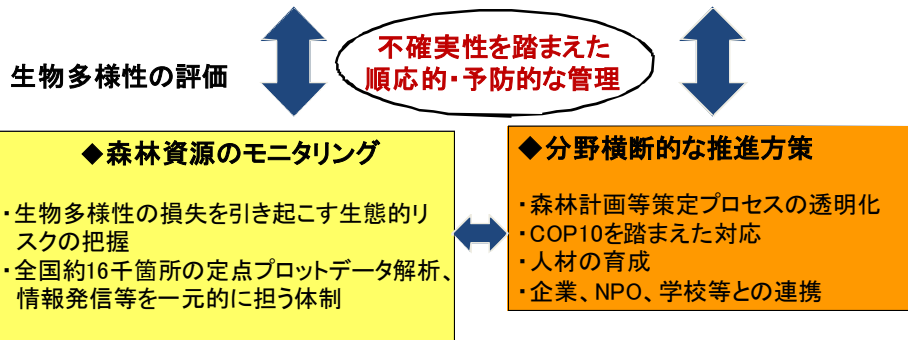 不確実性を踏まえた
順応的・予防的な管理
生物多様性の評価
◆森林資源のモニタリング
・生物多様性の損失を引き起こす生態的リ
スクの把握
・全国約16千箇所の定点プロットデータ解析、
情報発信等を一元的に担う体制
◆分野横断的な推進方策
・森林計画等策定プロセスの透明化
・COP10を踏まえた対応
・人材の育成
・企業、NPO、学校等との連携